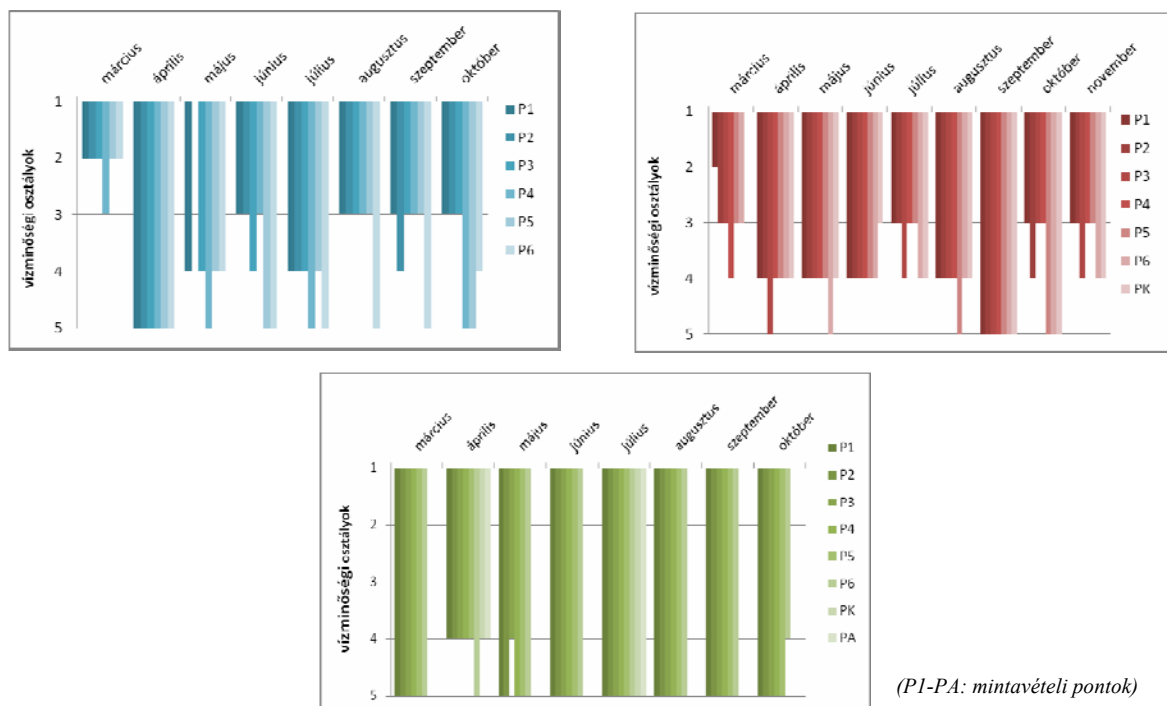 március április május június július augusztus szeptember október
1
2
3
4
5
vízminőségi osztályok
P1
P2
P3
P4
P5
P6
március április május június július augusztus szeptember október november
1
2
3
4
5
vízminőségi osztályok
P1
P2
P3
P4
P5
P6
PK
március április május június július augusztus szeptember október
1
2
3
4
5
vízminőségi osztályok
P1
P2
P3
P4
P5
P6
PK
PA
(P1-PA: mintavételi pontok)